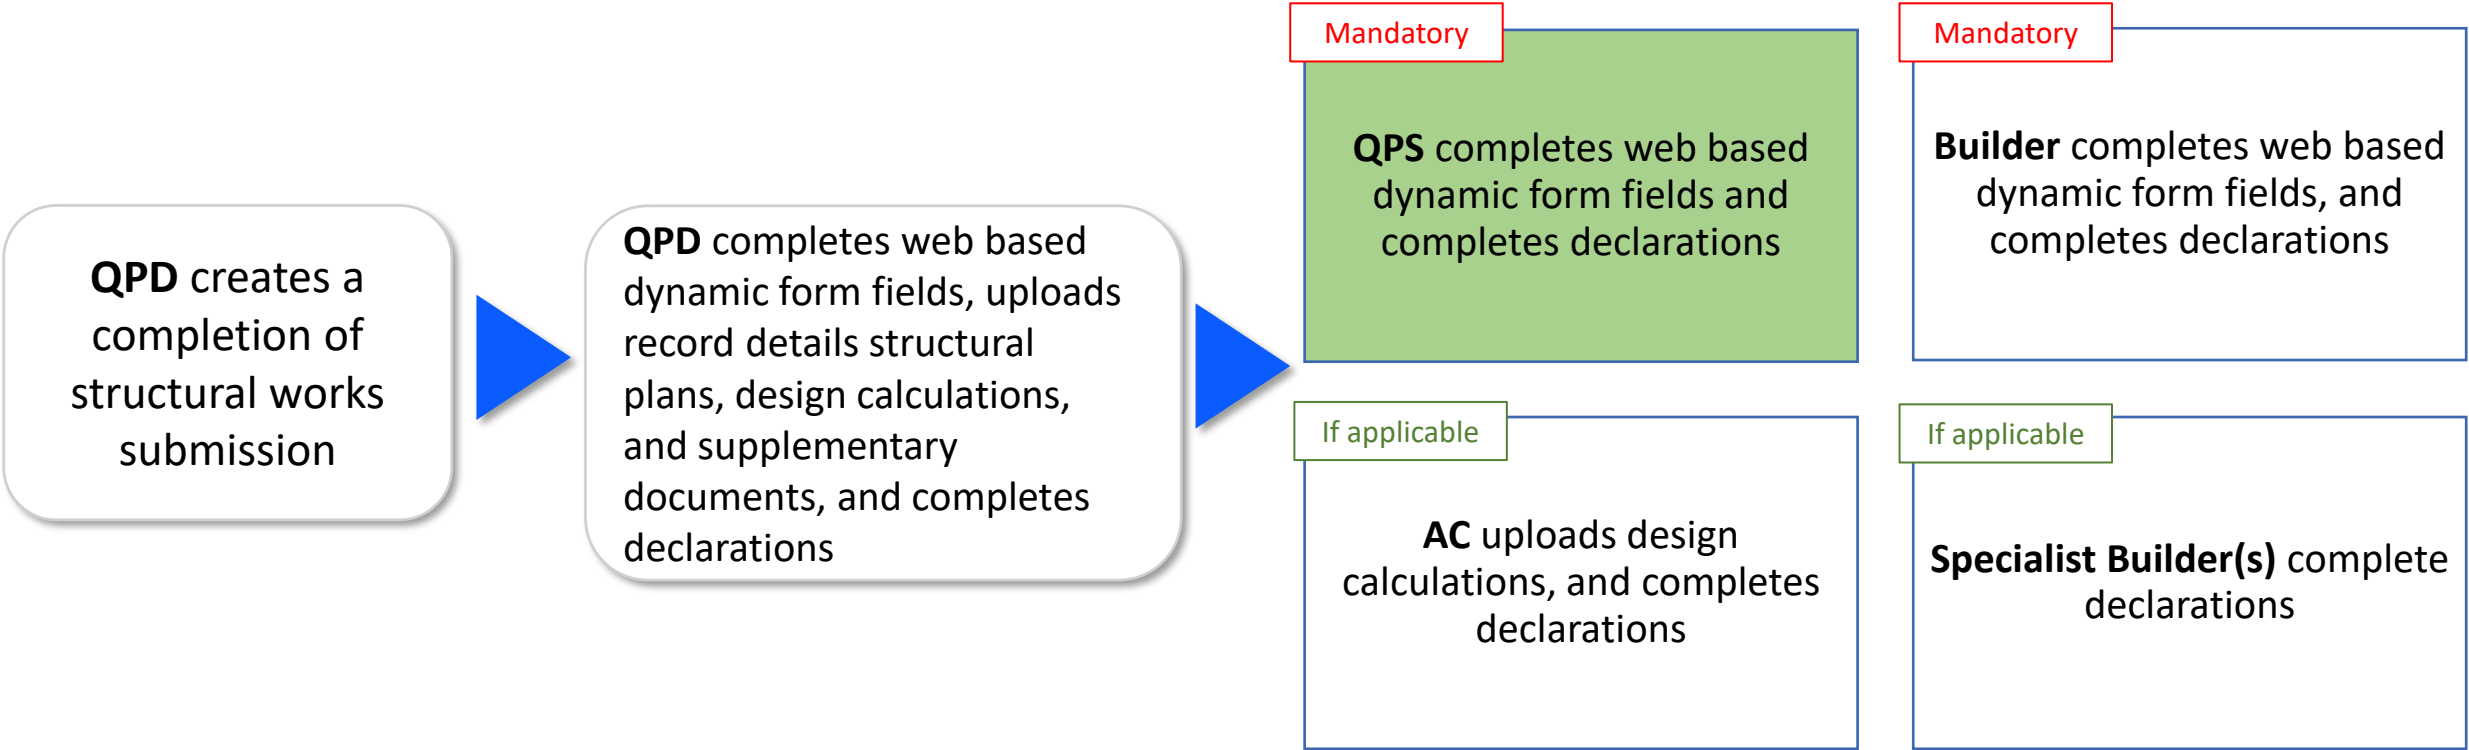 QPD creates a
completion of
structural works
submission
QPD completes web based
dynamic form fields, uploads
record details structural
plans, design calculations,
and supplementary
documents, and completes
declarations
Mandatory
QPS completes web based
dynamic form fields and
completes declarations
Mandatory
Builder completes web based
dynamic form fields, and
completes declarations
If applicable
AC uploads design
calculations, and completes
declarations
If applicable
Specialist Builder(s) complete
declarations